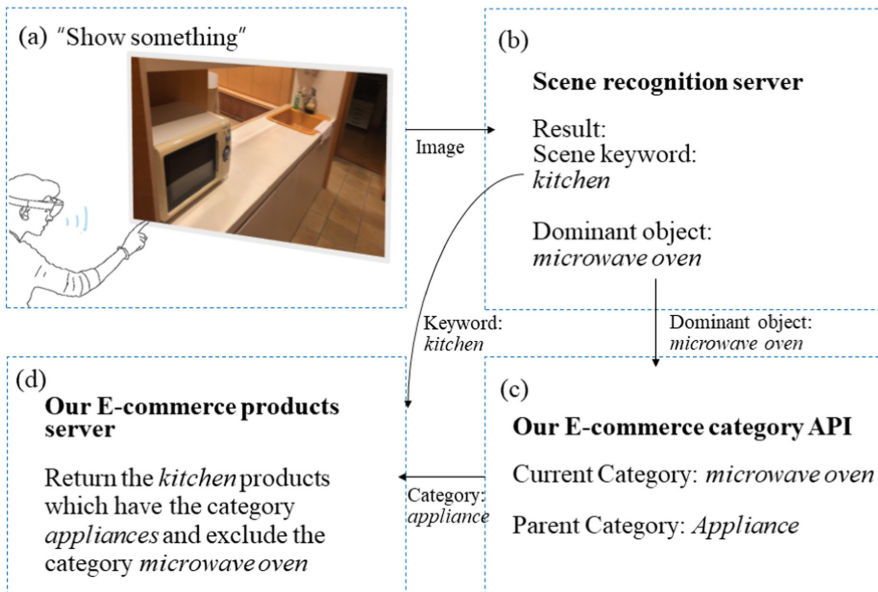 (a) "Show something"
Image
(b)
Scene recognition server
Result:
Scene keyword:
kitchen
Dominant object:
microwave oven
Keyword:
kitchen
Dominant object:
microwave oven
(c)
Our E-commerce category API
Current Category: microwave oven
Parent Category: Appliance
Category:
appliance
(d)
Our E-commerce products
server
Return the kitchen products
which have the category
appliances and exclude the
category microwave oven